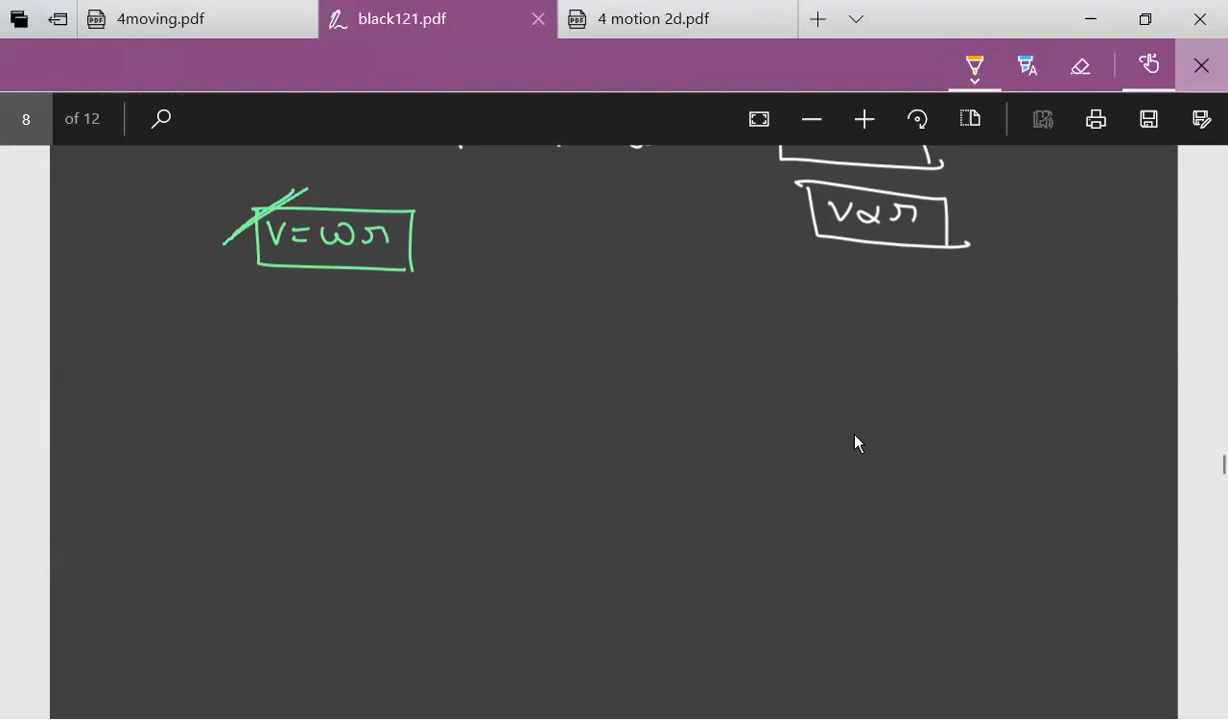 4moving.pdf black121.pdf 4 motion 2d.pdf
8 of 12
v = ωr
v ∝ r